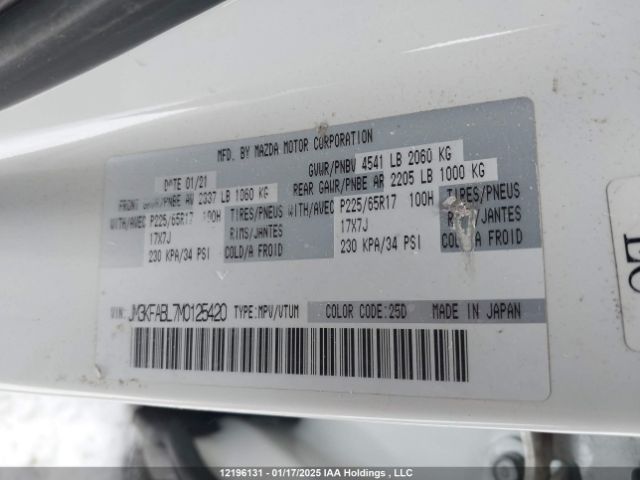 MFD. BY MAZDA MOTOR CORPORATION
DATE 01/21 GVWR/PNBV 4541 LB 2060 KG
FRONT GAWR/PNBE AV 2337 LB 1060 KG REAR GAWR/PNBE AR 2205 LB 1000 KG
WITH/AVEC P225/65R17 100H TIRES/PNEUS WITH/AVEC P225/65R17 100H TIRES/PNEUS
17X7J RIMS/JANTES 17X7J /JANTES
230 KPA/34 PSI COLD/A FROID 230 KPA/34 PSI COLD/A FROID
VIN: JM3KFABL7M0125420 TYPE:MPV/VTUM COLOR CODE:25D MADE IN JAPAN
12196131 - 01/17/2025 IAA Holdings , LLC